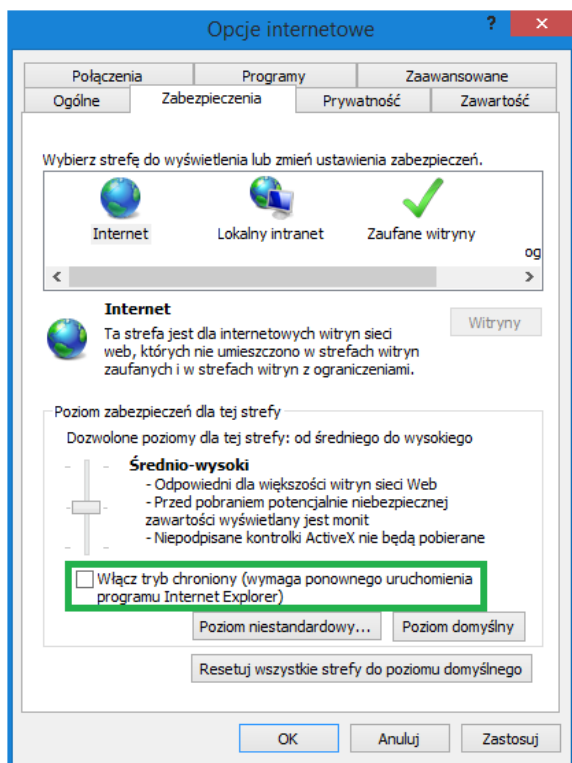 Opcje internetowe
?
Połączenia Programy Zaawansowane
Ogólne Zabezpieczenia Prywatność Zawartość
Wybierz strefę do wyświetlenia lub zmień ustawienia zabezpieczeń.
Internet Lokalny intranet Zaufane witryny
og
Internet
Witryny
Ta strefa jest dla internetowych witryn sieci
web, których nie umieszczono w strefach witryn
zaufanych i w strefach witryn z ograniczeniami.
Poziom zabezpieczeń dla tej strefy
Dozwolone poziomy dla tej strefy: od średniego do wysokiego
Średnio-wysoki
- Odpowiedni dla większości witryn sieci Web
- Przed pobraniem potencjalnie niebezpiecznej
zawartości wyświetlany jest monit
- Niepodpisane kontrolki ActiveX nie będą pobierane
Włącz tryb chroniony (wymaga ponownego uruchomienia
programu Internet Explorer)
Poziom niestandardowy... Poziom domyślny
Resetuj wszystkie strefy do poziomu domyślnego
OK Anuluj Zastosuj